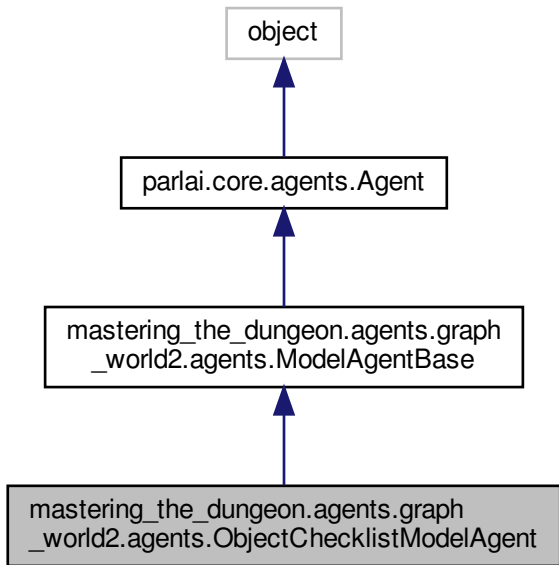 object
parlai.core.agents.Agent
mastering_the_dungeon.agents.graph
_world2.agents.ModelAgentBase
mastering_the_dungeon.agents.graph
_world2.agents.ObjectChecklistModelAgent